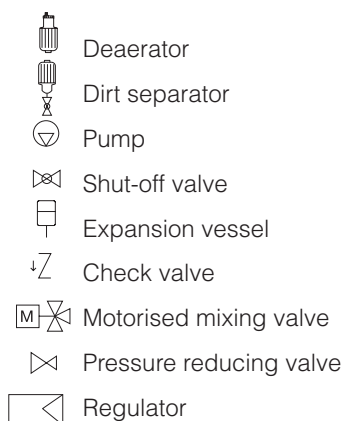 Deaerator
Dirt separator
Pump
Shut-off valve
Expansion vessel
Check valve
M Motorised mixing valve
Pressure reducing valve
Regulator